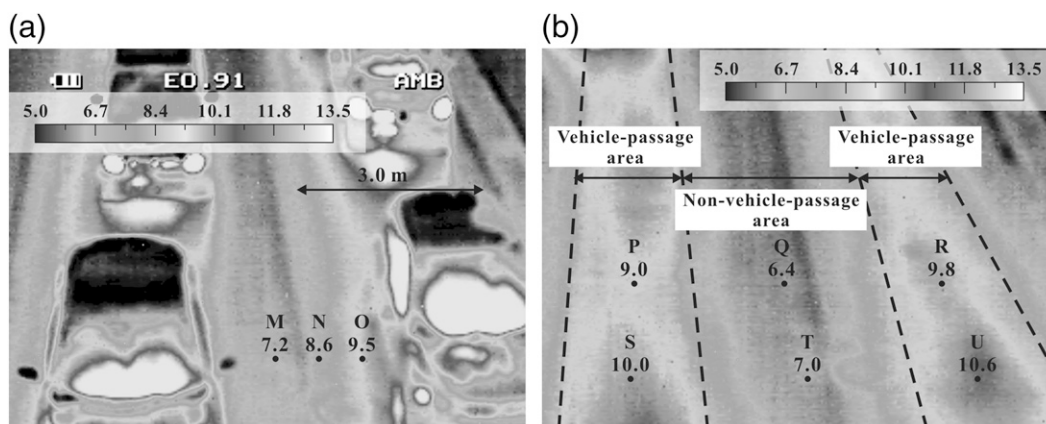 (a)
E0.91
AMB
5.0 6.7 8.4 10.1 11.8 13.5
3.0 m
M N O
7.2 8.6 9.5
(b)
5.0 6.7 8.4 10.1 11.8 13.5
Vehicle-passage
area
Vehicle-passage
area
Non-vehicle-passage
area
P Q R
9.0 6.4 9.8
S T U
10.0 7.0 10.6